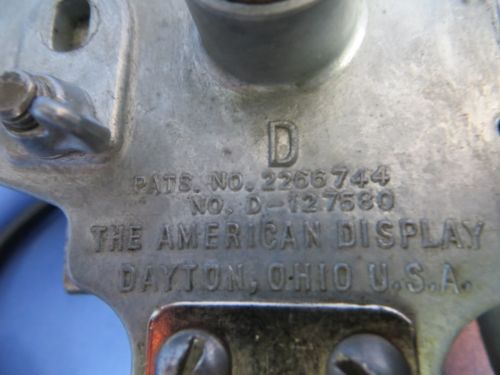 D
PATS. NO. 2266744
NO. D-127580
THE AMERICAN DISPLAY
DAYTON, OHIO U.S.A.